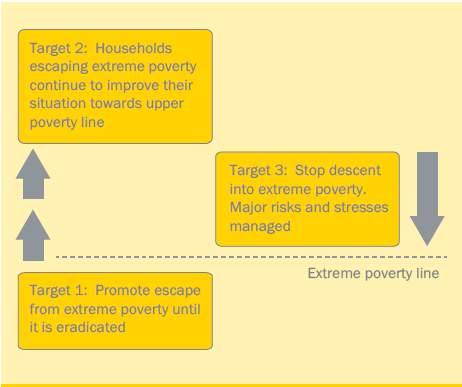 Target 2:  Households
escaping extreme poverty
continue to improve their
situation towards upper
poverty line
Target 3:  Stop descent
into extreme poverty.
Major risks and stresses
managed
Extreme poverty line
Target 1:  Promote escape
from extreme poverty until
it is eradicated